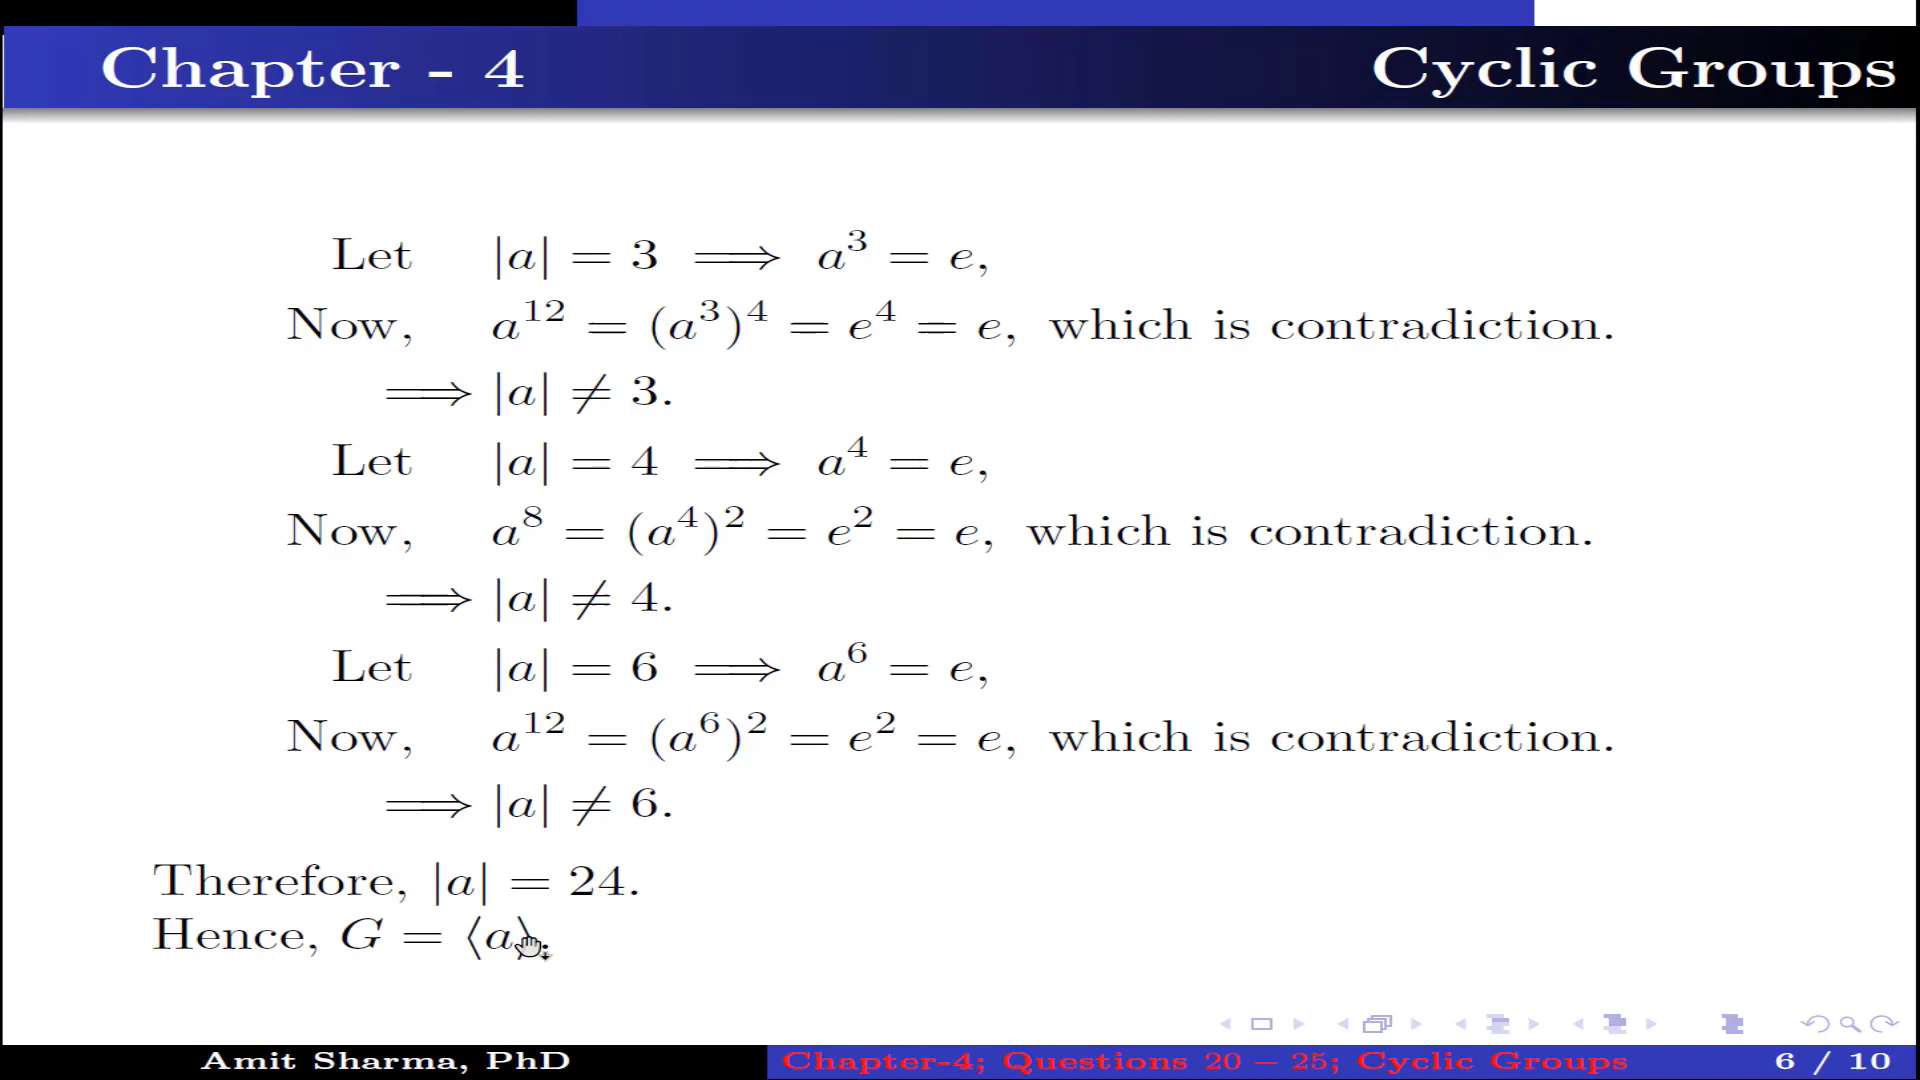 Chapter - 4 Cyclic Groups
Let |a| = 3 ⟹ a³ = e,
Now, a¹² = (a³)⁴ = e⁴ = e, which is contradiction.
⟹ |a| ≠ 3.
Let |a| = 4 ⟹ a⁴ = e,
Now, a⁸ = (a⁴)² = e² = e, which is contradiction.
⟹ |a| ≠ 4.
Let |a| = 6 ⟹ a⁶ = e,
Now, a¹² = (a⁶)² = e² = e, which is contradiction.
⟹ |a| ≠ 6.
Therefore, |a| = 24.
Hence, G = ⟨a⟩.
Amit Sharma, PhD Chapter-4; Questions 20 – 25; Cyclic Groups 6 / 10